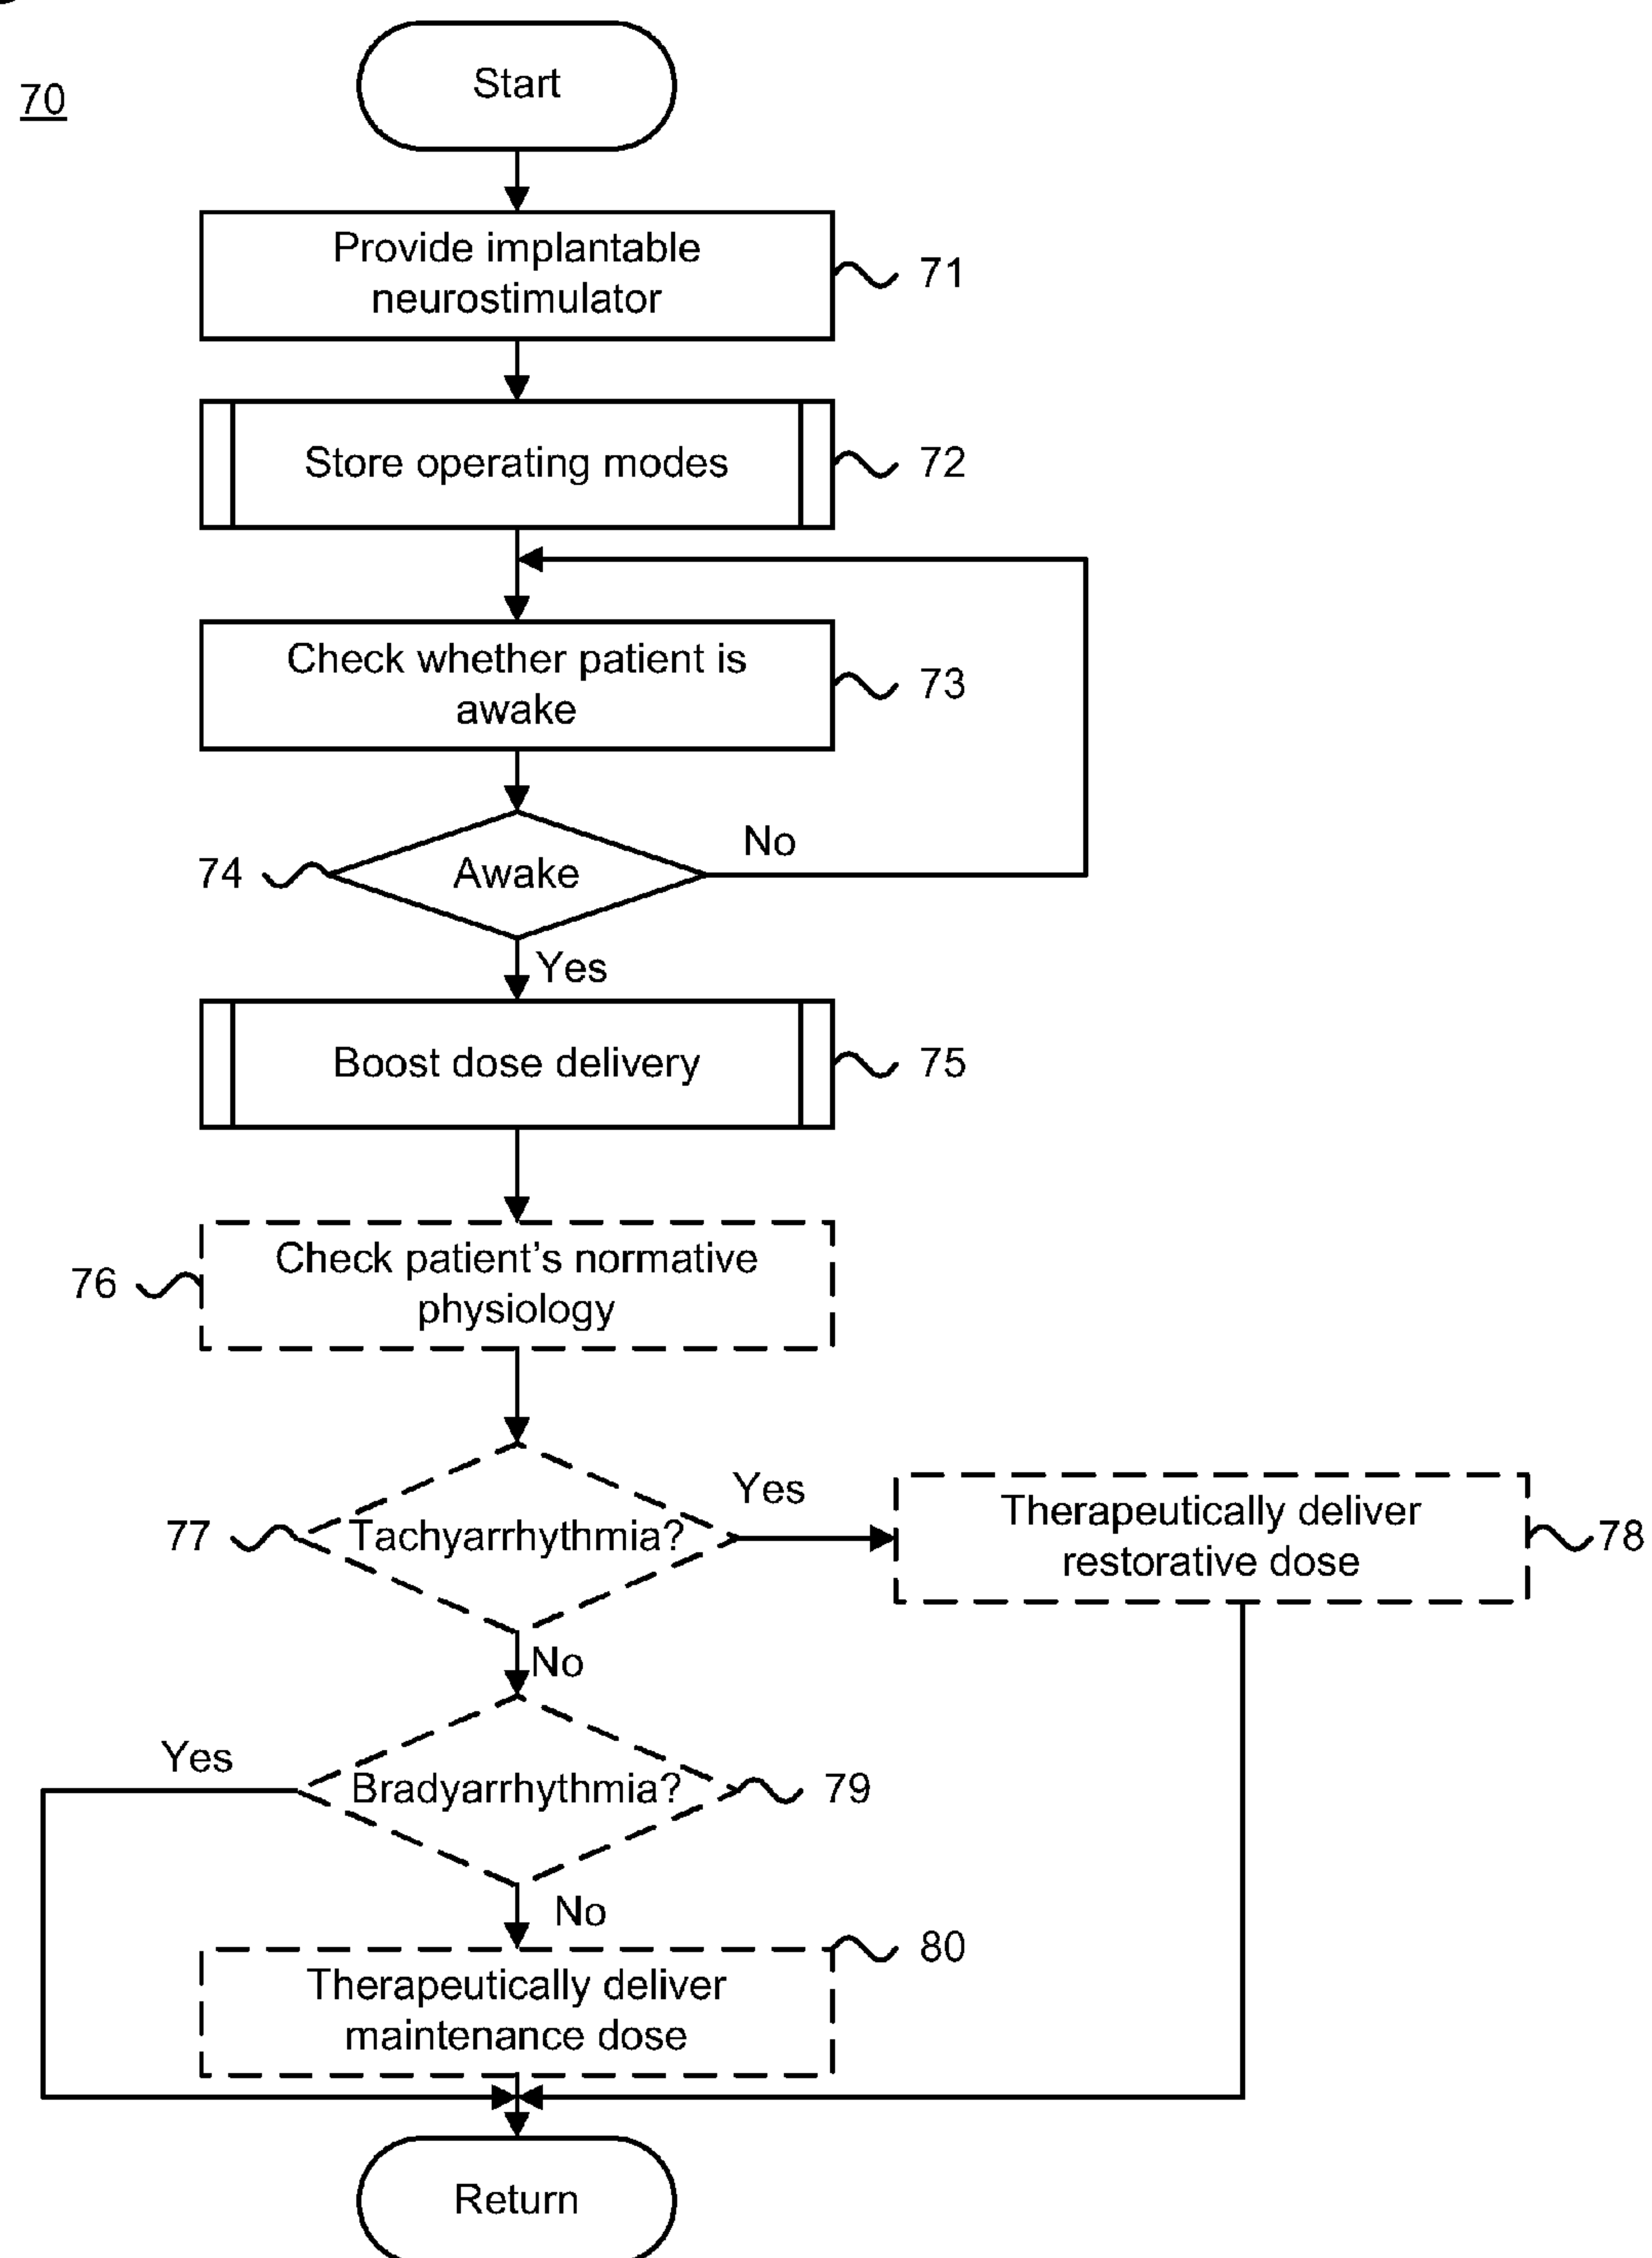 70
Start
Provide implantable
neurostimulator
71
Store operating modes
72
Check whether patient is
awake
73
74
Awake
No
Yes
Boost dose delivery
75
76
Check patient's normative
physiology
77
Tachyarrhythmia?
Yes
Therapeutically deliver
restorative dose
78
No
Yes
Bradyarrhythmia?
79
No
80
Therapeutically deliver
maintenance dose
Return